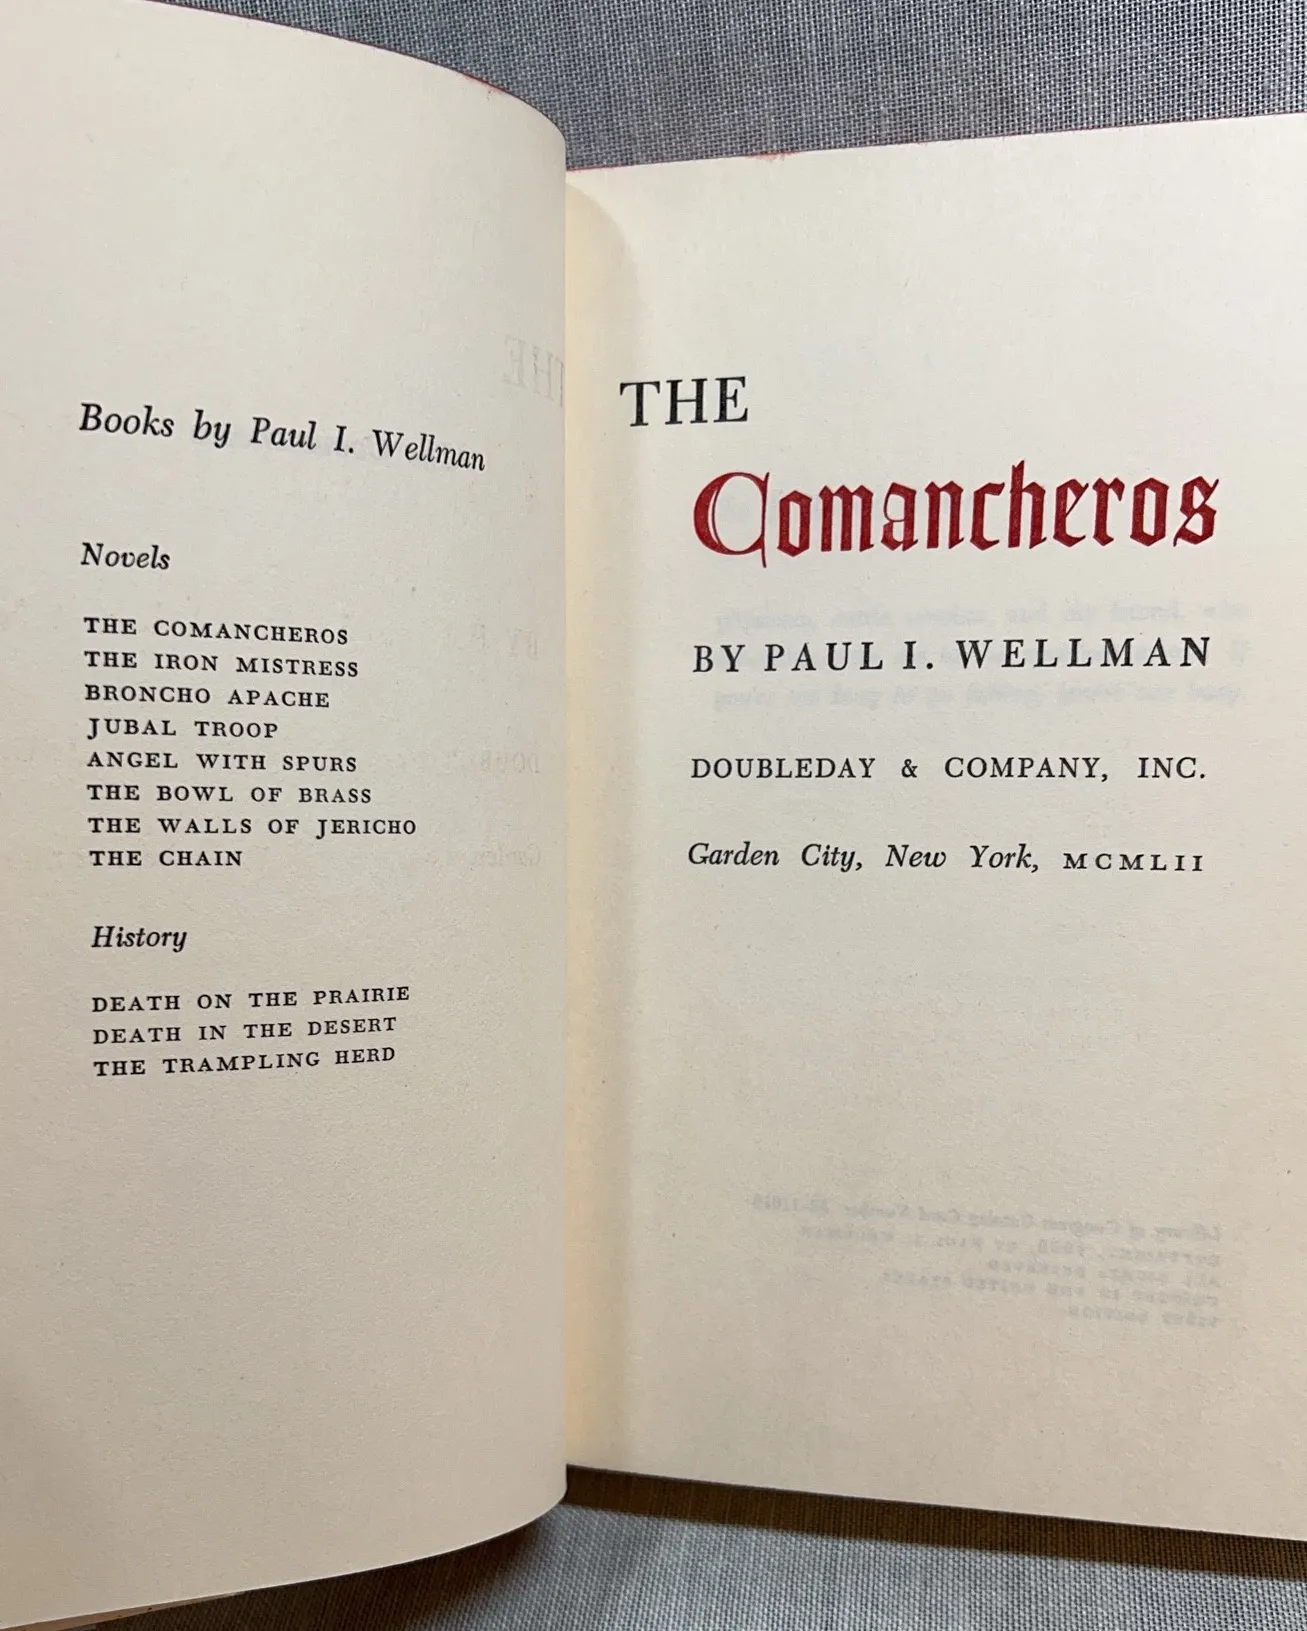 Books by Paul I. Wellman
Novels
THE COMANCHEROS
THE IRON MISTRESS
BRONCHO APACHE
JUBAL TROOP
ANGEL WITH SPURS
THE BOWL OF BRASS
THE WALLS OF JERICHO
THE CHAIN
History
DEATH ON THE PRAIRIE
DEATH IN THE DESERT
THE TRAMPLING HERD
THE
Comancheros
BY PAUL I. WELLMAN
DOUBLEDAY & COMPANY, INC.
Garden City, New York, MCMLII